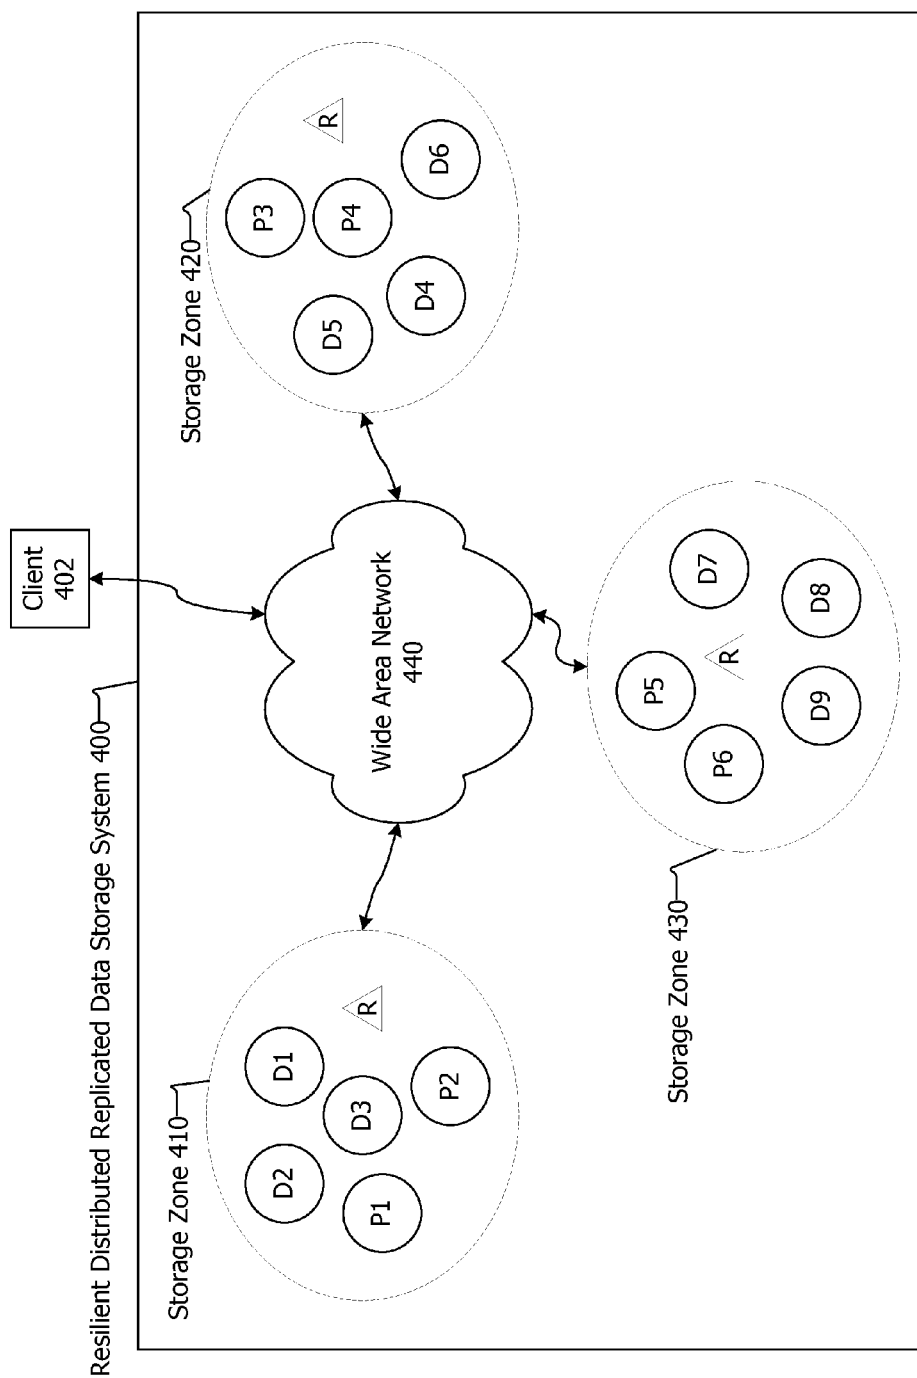 Resilient Distributed Replicated Data Storage System 400
Client
402
Storage Zone 410
D2
D1
D3
P1
P2
R
Wide Area Network
440
Storage Zone 420
P3
R
D5
P4
D4
D6
Storage Zone 430
P5
D7
P6
R
D9
D8